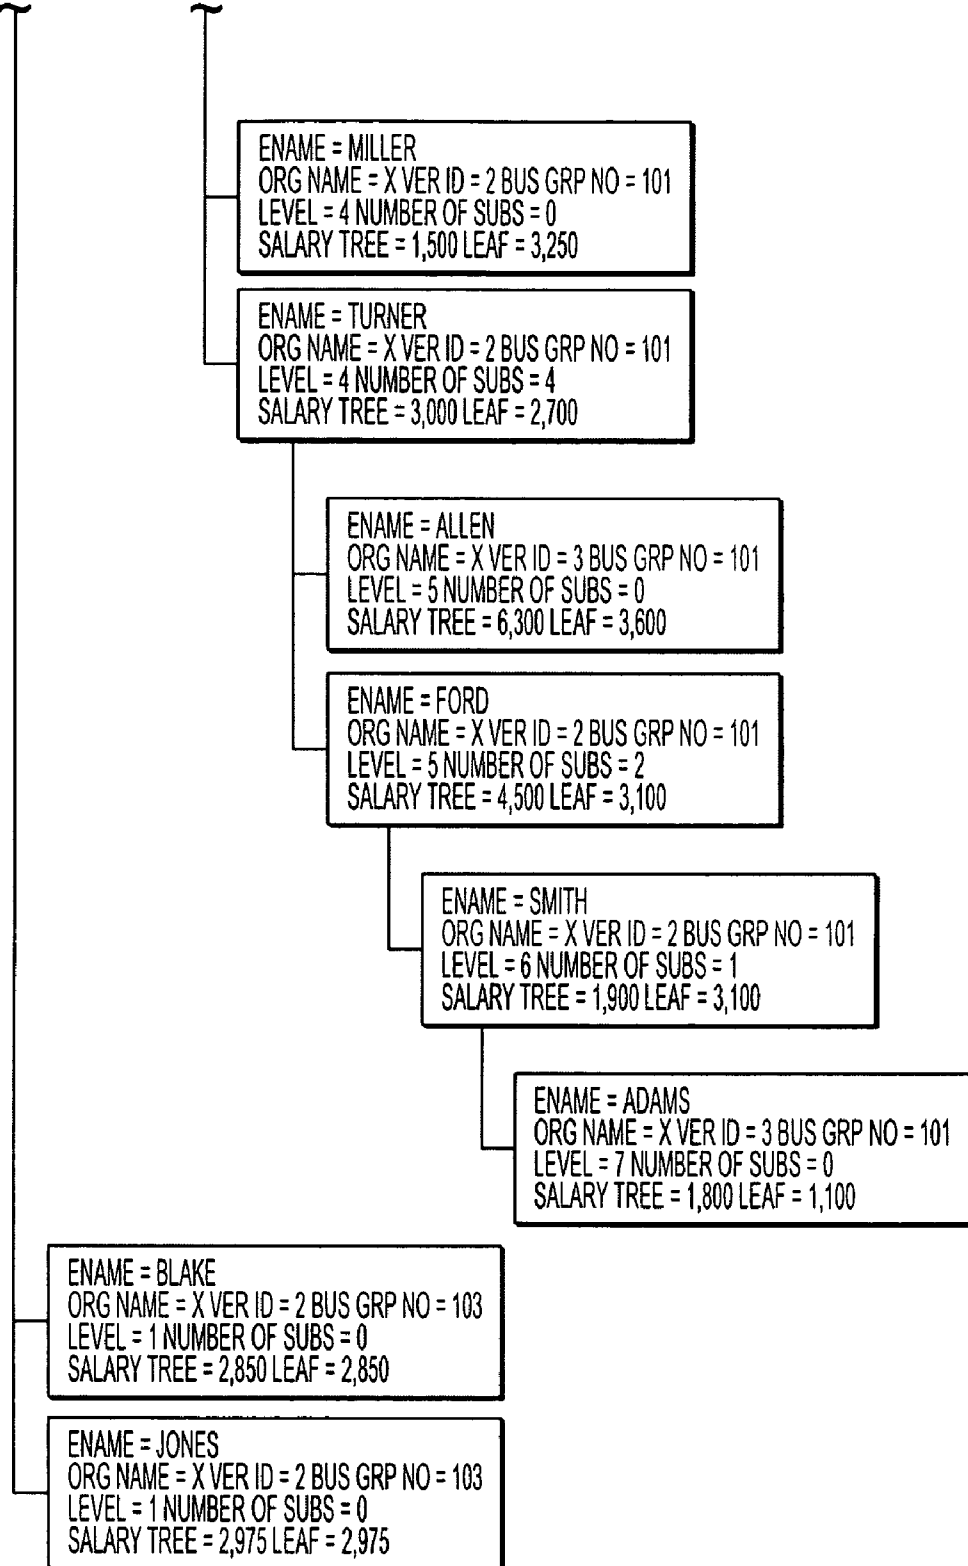 ENAME = MILLER
ORG NAME = X VER ID = 2 BUS GRP NO = 101
LEVEL = 4 NUMBER OF SUBS = 0
SALARY TREE = 1,500 LEAF = 3,250
ENAME = TURNER
ORG NAME = X VER ID = 2 BUS GRP NO = 101
LEVEL = 4 NUMBER OF SUBS = 4
SALARY TREE = 3,000 LEAF = 2,700
ENAME = ALLEN
ORG NAME = X VER ID = 3 BUS GRP NO = 101
LEVEL = 5 NUMBER OF SUBS = 0
SALARY TREE = 6,300 LEAF = 3,600
ENAME = FORD
ORG NAME = X VER ID = 2 BUS GRP NO = 101
LEVEL = 5 NUMBER OF SUBS = 2
SALARY TREE = 4,500 LEAF = 3,100
ENAME = SMITH
ORG NAME = X VER ID = 2 BUS GRP NO = 101
LEVEL = 6 NUMBER OF SUBS = 1
SALARY TREE = 1,900 LEAF = 3,100
ENAME = ADAMS
ORG NAME = X VER ID = 3 BUS GRP NO = 101
LEVEL = 7 NUMBER OF SUBS = 0
SALARY TREE = 1,800 LEAF = 1,100
ENAME = BLAKE
ORG NAME = X VER ID = 2 BUS GRP NO = 103
LEVEL = 1 NUMBER OF SUBS = 0
SALARY TREE = 2,850 LEAF = 2,850
ENAME = JONES
ORG NAME = X VER ID = 2 BUS GRP NO = 103
LEVEL = 1 NUMBER OF SUBS = 0
SALARY TREE = 2,975 LEAF = 2,975